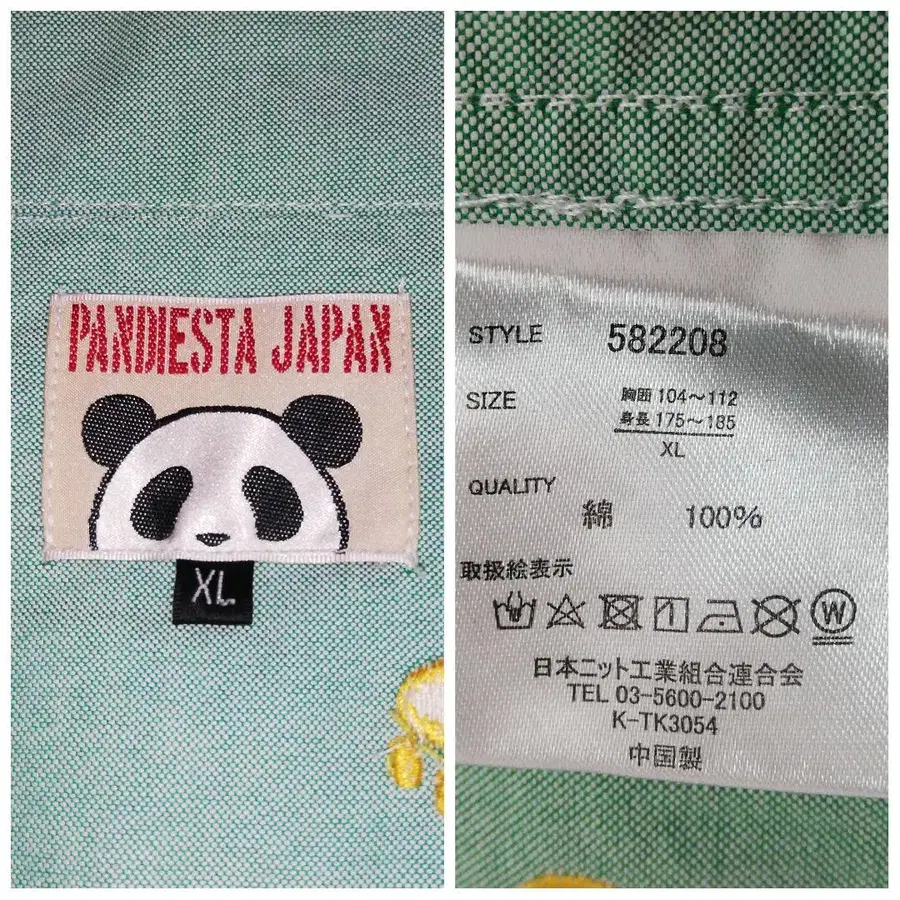 PANDIESTA JAPAN
XL
STYLE 582208
SIZE 胸囲 104～112
身長 175～185
XL
QUALITY
綿 100%
取扱絵表示
W
日本ニット工業組合連合会
TEL 03-5600-2100
K-TK3054
中国製